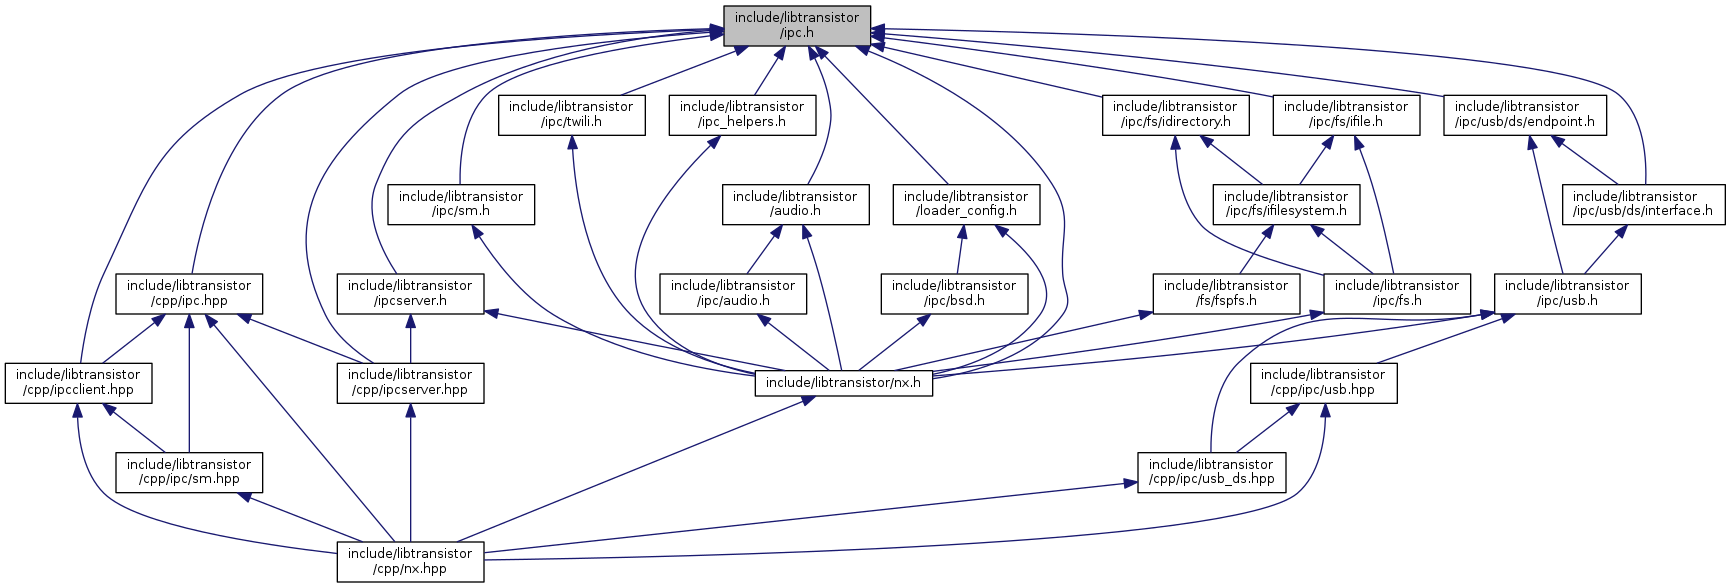 include/libtransistor
/ipc.h
include/libtransistor
/ipc/twili.h
include/libtransistor
/ipc_helpers.h
include/libtransistor
/ipc/fs/idirectory.h
include/libtransistor
/ipc/fs/ifile.h
include/libtransistor
/ipc/usb/ds/endpoint.h
include/libtransistor
/ipc/sm.h
include/libtransistor
/audio.h
include/libtransistor
/loader_config.h
include/libtransistor
/ipc/fs/ifilesystem.h
include/libtransistor
/ipc/usb/ds/interface.h
include/libtransistor
/cpp/ipc.hpp
include/libtransistor
/ipcserver.h
include/libtransistor
/ipc/audio.h
include/libtransistor
/ipc/bsd.h
include/libtransistor
/fs/fspfs.h
include/libtransistor
/ipc/fs.h
include/libtransistor
/ipc/usb.h
include/libtransistor
/cpp/ipcclient.hpp
include/libtransistor
/cpp/ipcserver.hpp
include/libtransistor/nx.h
include/libtransistor
/cpp/ipc/usb.hpp
include/libtransistor
/cpp/ipc/sm.hpp
include/libtransistor
/cpp/ipc/usb_ds.hpp
include/libtransistor
/cpp/nx.hpp